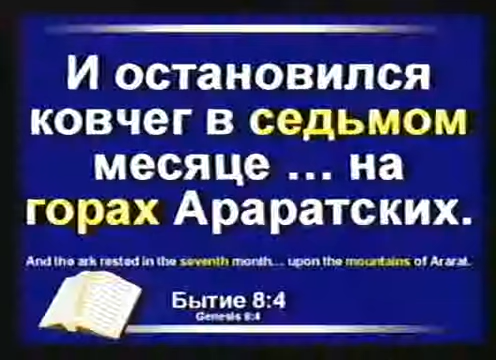 И остановился
ковчег в седьмом
месяце ... на
горах Араратских.
And the ark rested in the seventh month... upon the mountains of Ararat.
Бытие 8:4
Genesis 8:4